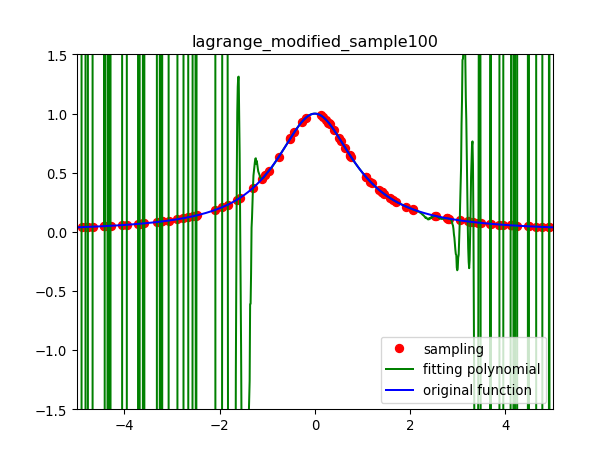 lagrange_modified_sample100
1.5
1.0
0.5
0.0
−0.5
−1.0
−1.5
sampling
fitting polynomial
original function
−4 −2 0 2 4